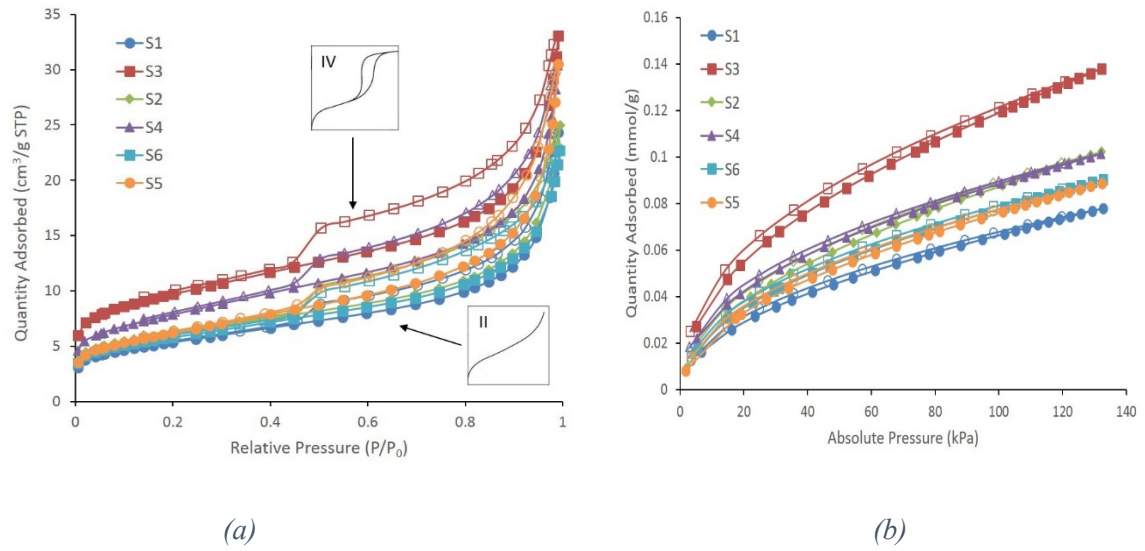 Quantity Adsorbed (cm³/g STP)
35
30
25
20
15
10
5
0
S1
S3
S2
S4
S6
S5
IV
II
0
0.2
0.4
0.6
0.8
1
Relative Pressure (P/P₀)
(a)
Quantity Adsorbed (mmol/g)
0.16
0.14
0.12
0.1
0.08
0.06
0.04
0.02
0
S1
S3
S2
S4
S6
S5
0
20
40
60
80
100
120
140
Absolute Pressure (kPa)
(b)